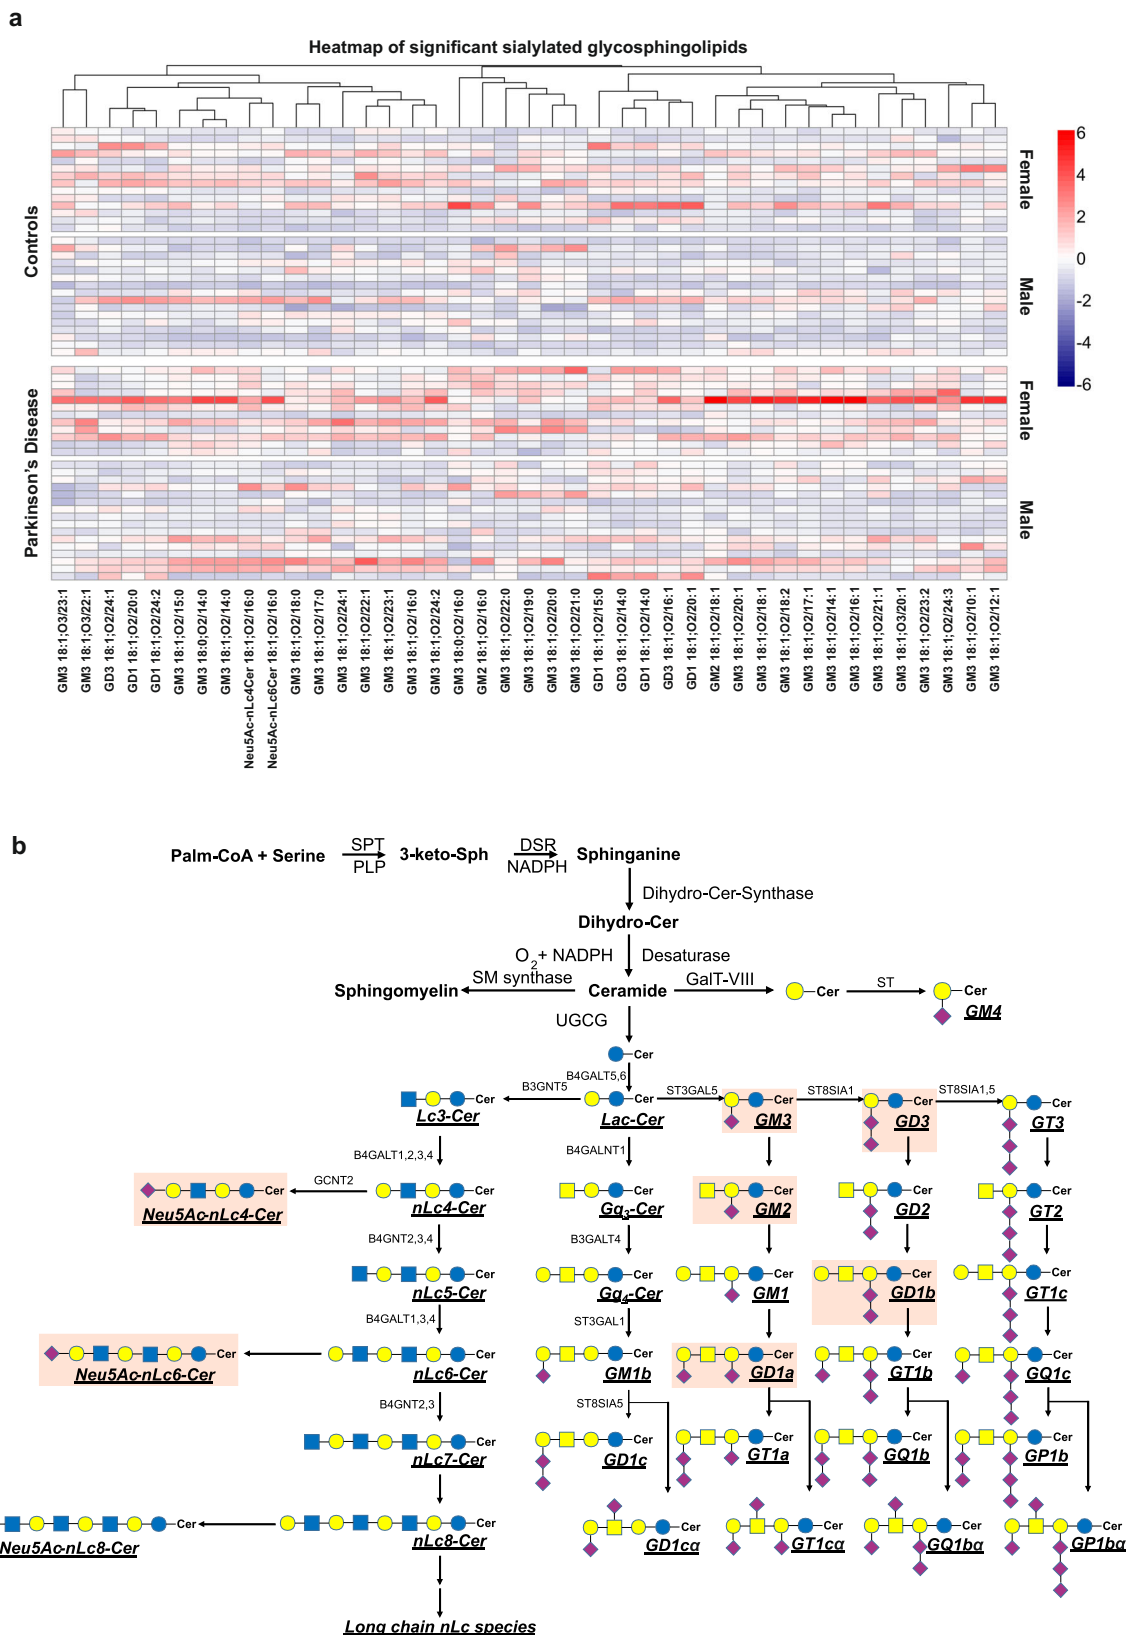 a
Heatmap of significant sialylated glycosphingolipids
Controls
Parkinson's Disease
Female
Male
Female
Male
6
4
2
0
-2
-4
-6
GM3 18:1;O3/23:1
GM3 18:1;O3/22:1
GD3 18:1;O2/24:1
GD1 18:1;O2/20:0
GD1 18:1;O2/24:2
GM3 18:1;O2/15:0
GM3 18:0;O2/14:0
GM3 18:1;O2/14:0
Neu5Ac-nLc4Cer 18:1;O2/16:0
Neu5Ac-nLc6Cer 18:1;O2/16:0
GM3 18:1;O2/18:0
GM3 18:1;O2/17:0
GM3 18:1;O2/24:1
GM3 18:1;O2/22:1
GM3 18:1;O2/23:1
GM3 18:1;O2/16:0
GM3 18:1;O2/24:2
GM3 18:0;O2/16:0
GM2 18:1;O2/16:0
GM3 18:1;O2/22:0
GM3 18:1;O2/19:0
GM3 18:1;O2/20:0
GM3 18:1;O2/21:0
GD1 18:1;O2/15:0
GD3 18:1;O2/14:0
GD1 18:1;O2/14:0
GD3 18:1;O2/16:1
GD1 18:1;O2/20:1
GM2 18:1;O2/18:1
GM3 18:1;O2/20:1
GM3 18:1;O2/18:1
GM3 18:1;O2/18:2
GM3 18:1;O2/17:1
GM3 18:1;O2/14:1
GM3 18:1;O2/16:1
GM3 18:1;O2/21:1
GM3 18:1;O3/20:1
GM3 18:1;O2/23:2
GM3 18:1;O2/24:3
GM3 18:1;O2/10:1
GM3 18:1;O2/12:1
b
Palm-CoA + Serine
SPT
PLP
3-keto-Sph
DSR
NADPH
Sphinganine
Dihydro-Cer-Synthase
Dihydro-Cer
O2+ NADPH
Desaturase
Sphingomyelin
SM synthase
Ceramide
GalT-VIII
Cer
ST
Cer
GM4
UGCG
Cer
B4GALT5,6
Cer
B3GNT5
Cer
ST3GAL5
Cer
ST8SIA1
Cer
ST8SIA1,5
Cer
Lc3-Cer
Lac-Cer
GM3
GD3
GT3
B4GALT1,2,3,4
B4GALNT1
Cer
GCNT2
Cer
Cer
Cer
Cer
Cer
Neu5Ac-nLc4-Cer
nLc4-Cer
Gg3-Cer
GM2
GD2
GT2
B4GNT2,3,4
B3GALT4
Cer
Cer
Cer
Cer
Cer
nLc5-Cer
Gg4-Cer
GM1
GD1b
GT1c
B4GALT1,3,4
ST3GAL1
Cer
Cer
Cer
Cer
Cer
Cer
Neu5Ac-nLc6-Cer
nLc6-Cer
GM1b
GD1a
GT1b
GQ1c
B4GNT2,3
ST8SIA5
Cer
Cer
Cer
Cer
Cer
nLc7-Cer
GD1c
GT1a
GQ1b
GP1b
Cer
Cer
Cer
Cer
Cer
Cer
Neu5Ac-nLc8-Cer
nLc8-Cer
GD1cα
GT1cα
GQ1bα
GP1bα
Long chain nLc species